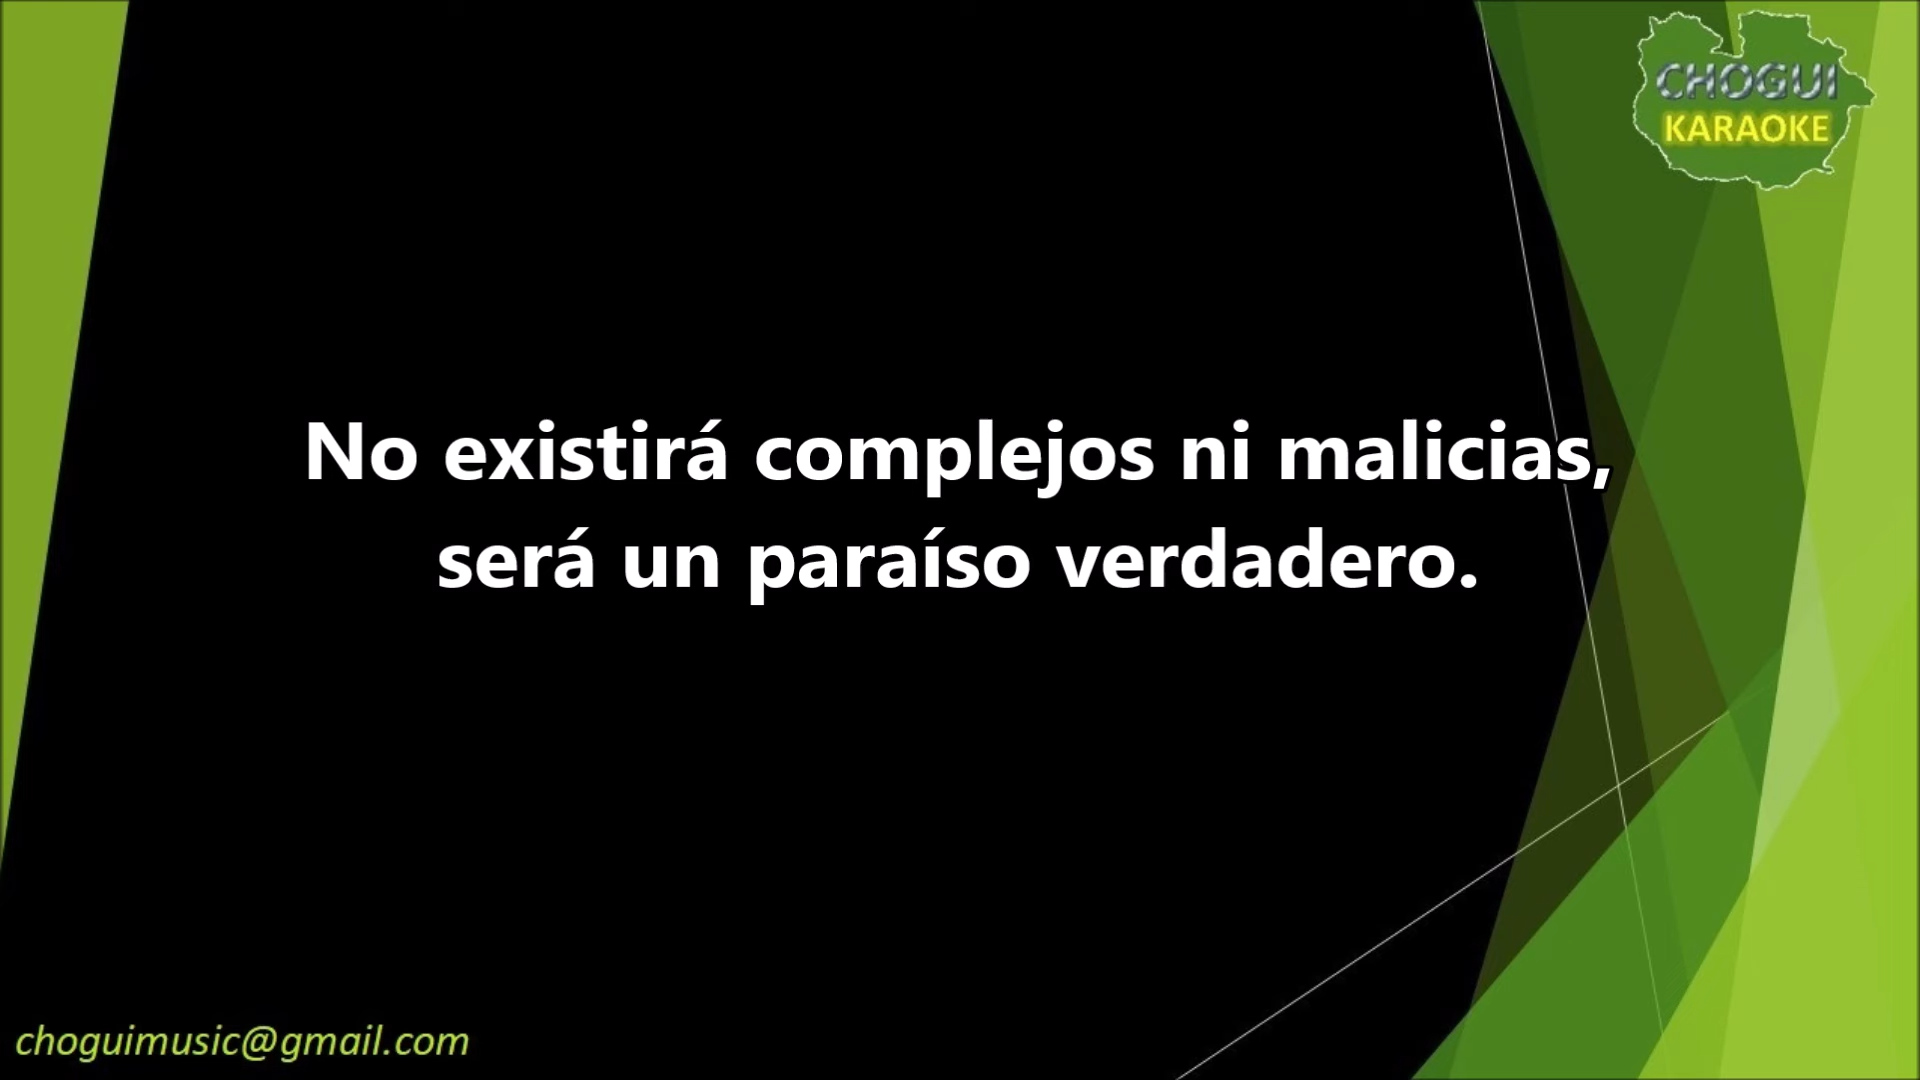 CHOGUI
KARAOKE
No existirá complejos ni malicias,
será un paraíso verdadero.
choguimusic@gmail.com